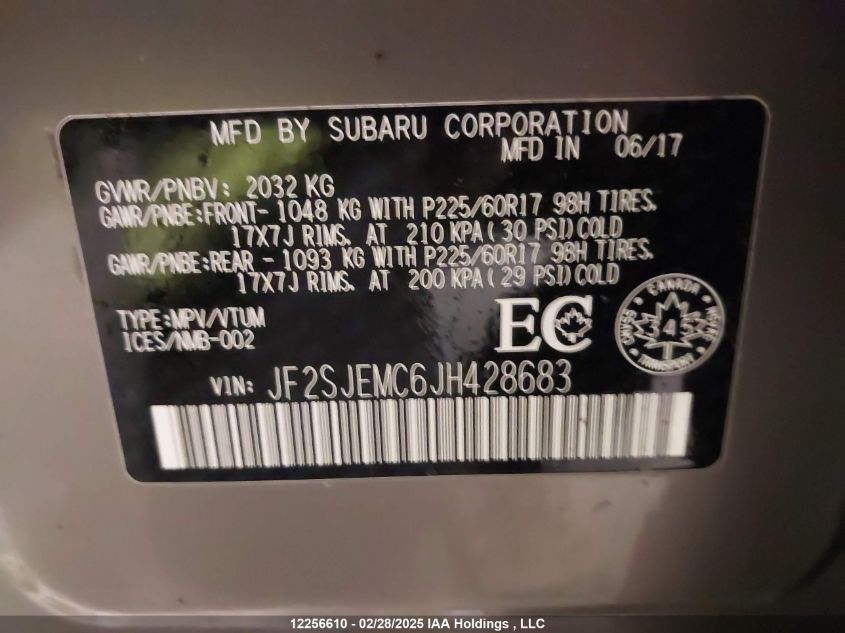 MFD BY SUBARU CORPORATION
MFD IN 06/17
GVWR/PNBV: 2032 KG
GAWR/PNBE:FRONT- 1048 KG WITH P225/60R17 98H TIRES.
17X7J RIMS. AT 210 KPA( 30 PSI)COLD
GAWR/PNBE:REAR - 1093 KG WITH P225/60R17 98H TIRES.
17X7J RIMS. AT 200 KPA( 29 PSI)COLD
TYPE:MPV/VTUM
ICES/NMB-002
EC
CANADA
345
TRANSPORT
VIN: JF2SJEMC6JH428683
12256610 - 02/28/2025 IAA Holdings , LLC